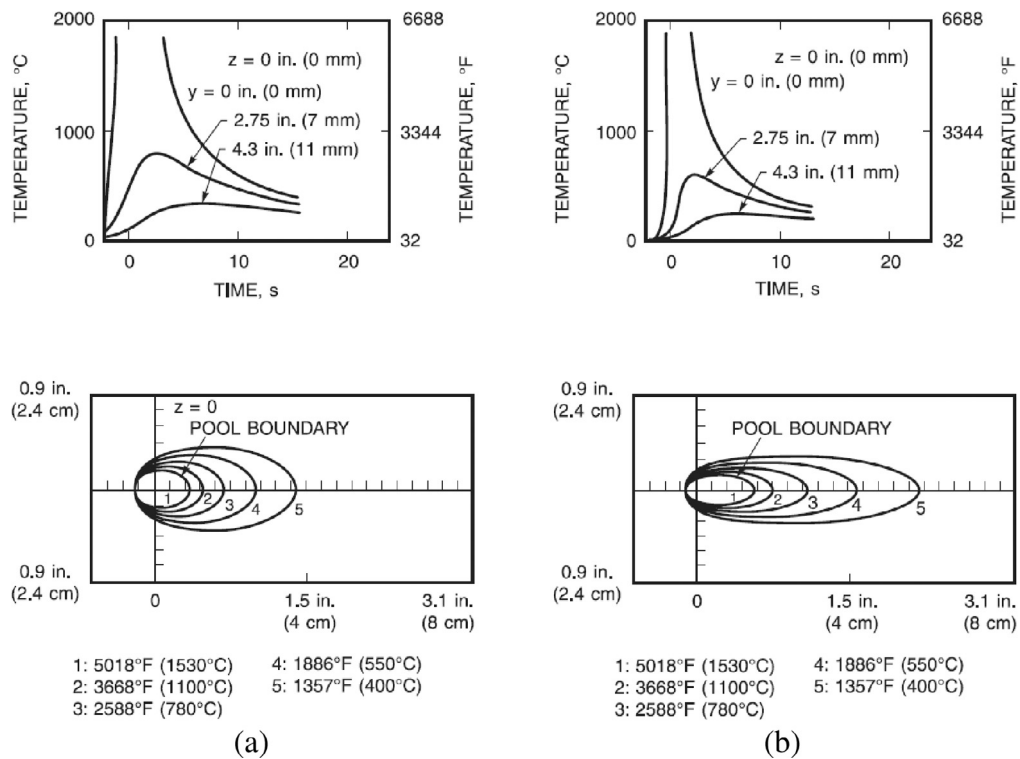 2000
1000
0
TEMPERATURE, °C
z = 0 in. (0 mm)
y = 0 in. (0 mm)
2.75 in. (7 mm)
4.3 in. (11 mm)
6688
3344
32
TEMPERATURE, °F
0 10 20
TIME, s
2000
1000
0
TEMPERATURE, °C
z = 0 in. (0 mm)
y = 0 in. (0 mm)
2.75 in. (7 mm)
4.3 in. (11 mm)
6688
3344
32
TEMPERATURE, °F
0 10 20
TIME, s
0.9 in.
(2.4 cm)
z = 0
POOL BOUNDARY
1 2 3 4 5
0.9 in.
(2.4 cm)
0 1.5 in. 3.1 in.
(4 cm) (8 cm)
1: 5018°F (1530°C) 4: 1886°F (550°C)
2: 3668°F (1100°C) 5: 1357°F (400°C)
3: 2588°F (780°C)
(a)
0.9 in.
(2.4 cm)
POOL BOUNDARY
1 2 3 4 5
0.9 in.
(2.4 cm)
0 1.5 in. 3.1 in.
(4 cm) (8 cm)
1: 5018°F (1530°C) 4: 1886°F (550°C)
2: 3668°F (1100°C) 5: 1357°F (400°C)
3: 2588°F (780°C)
(b)